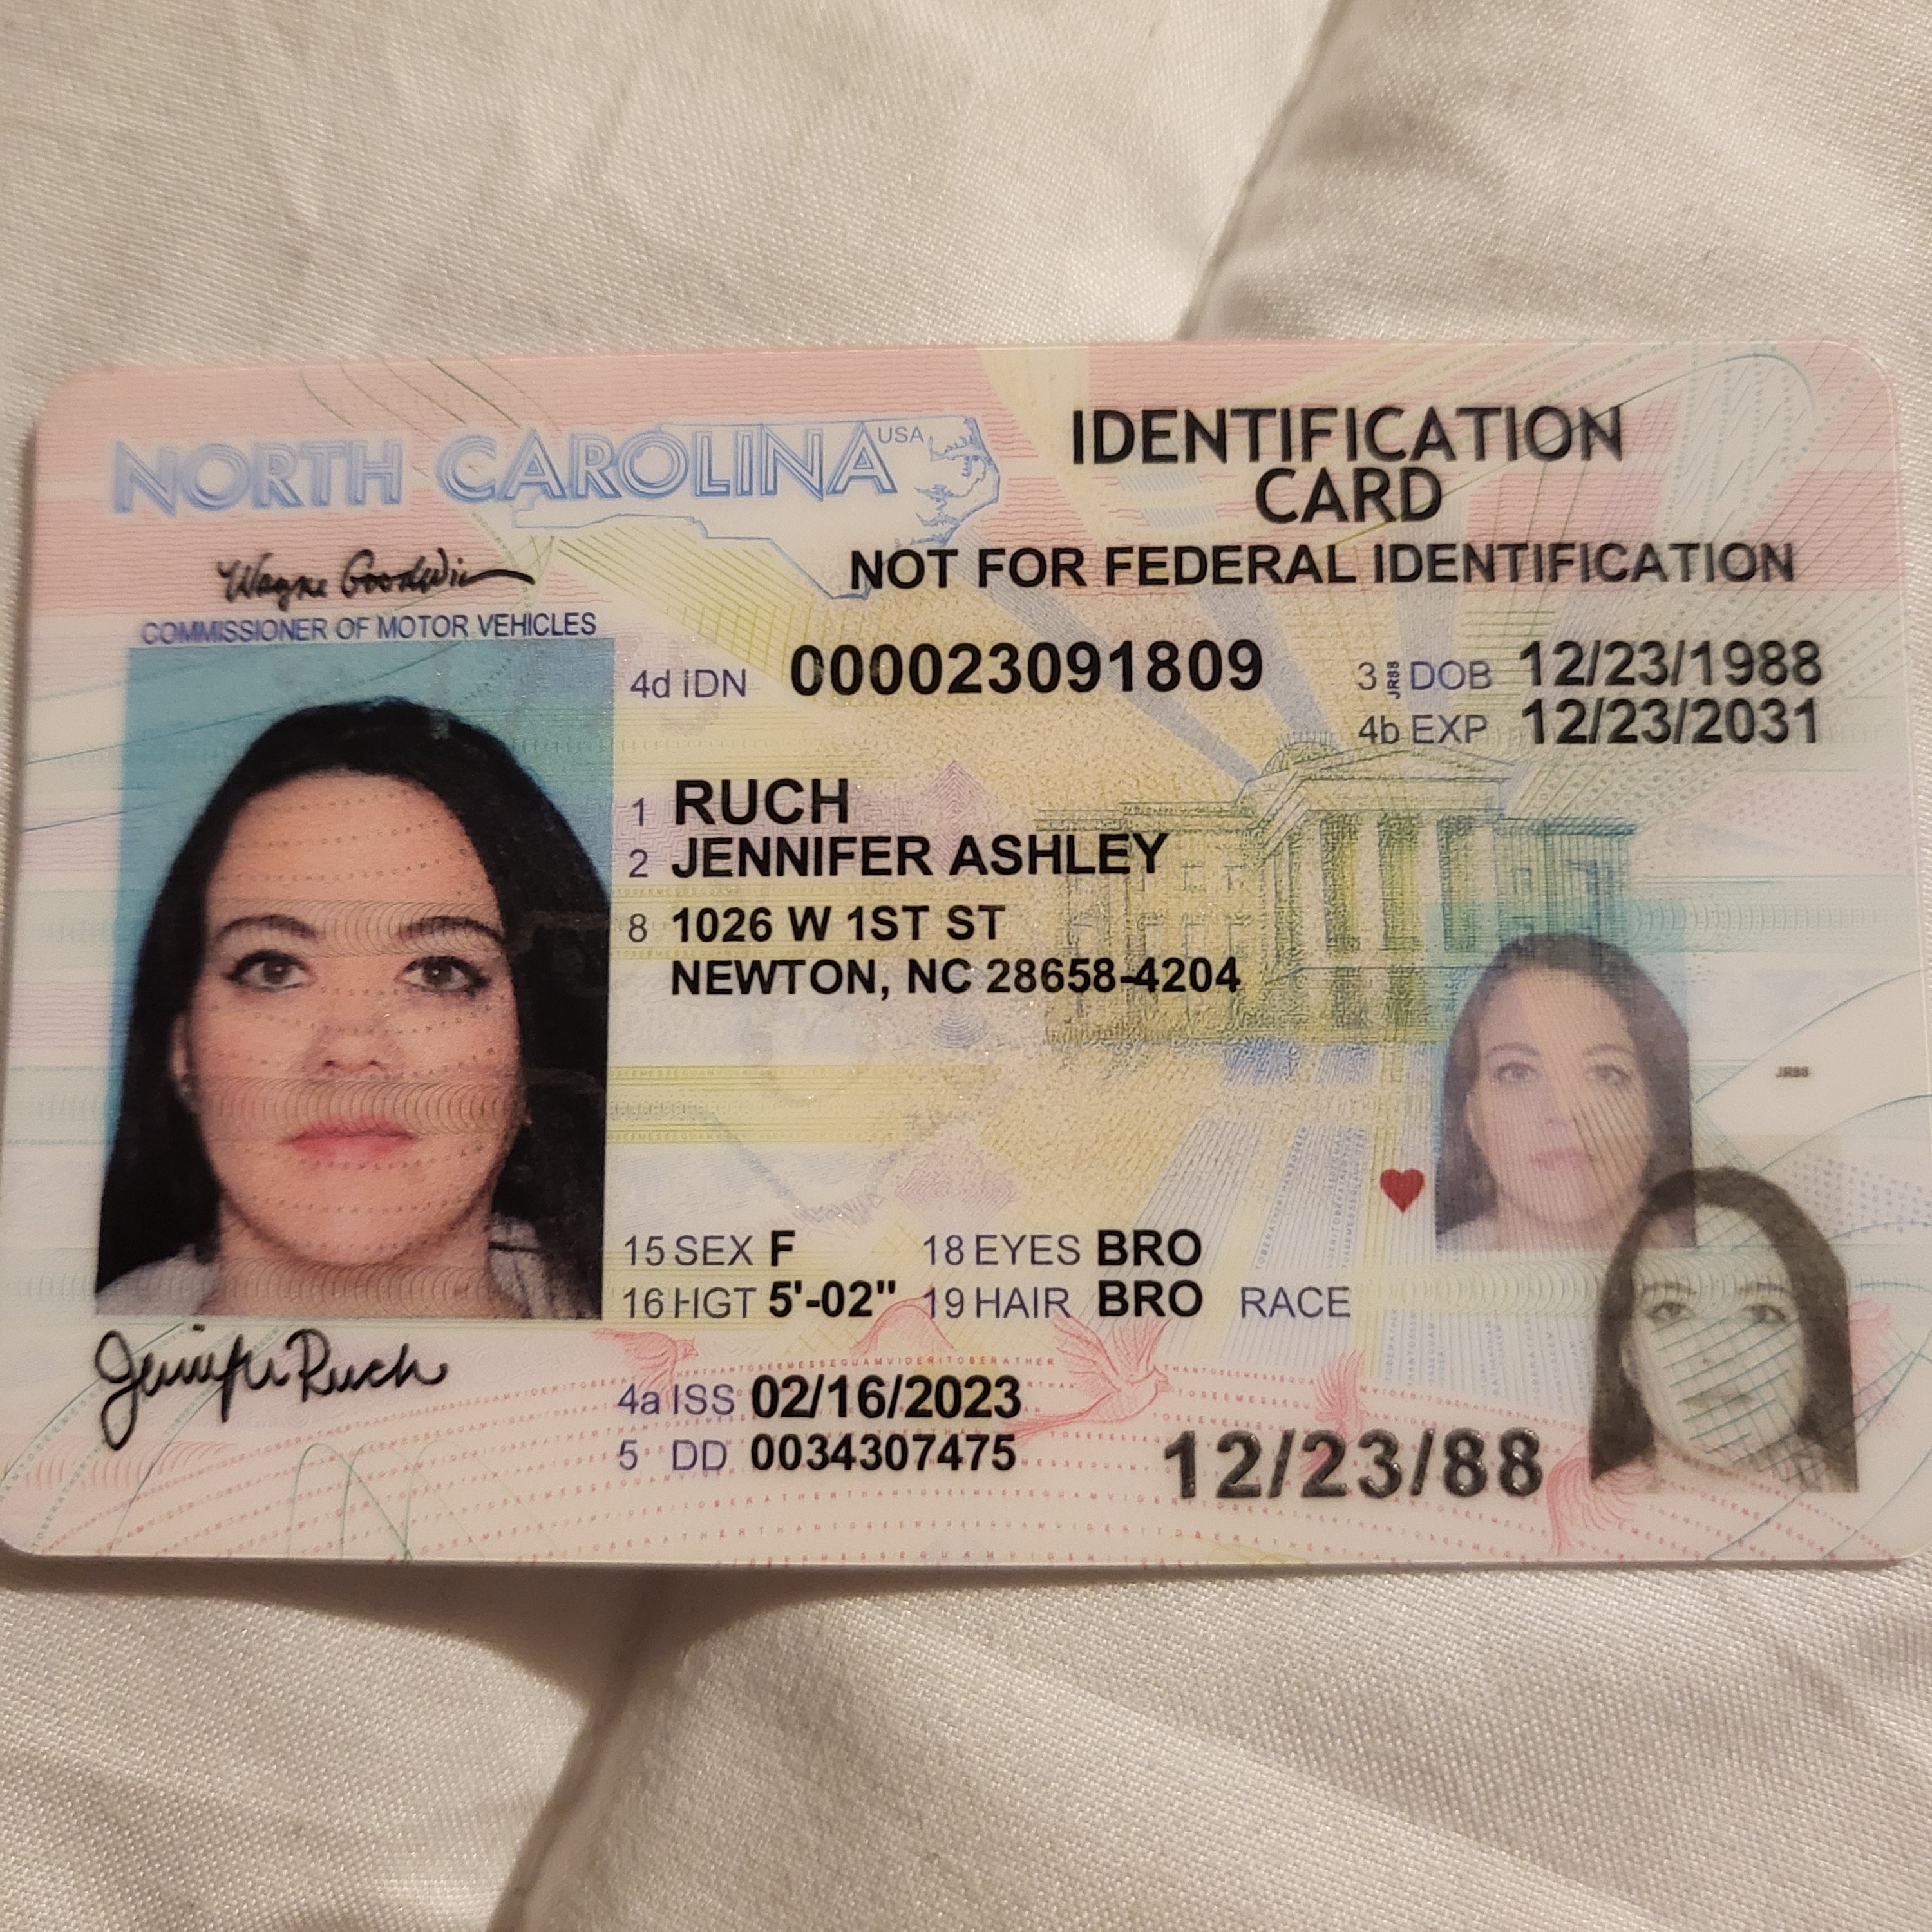 NORTH CAROLINA USA
IDENTIFICATION
CARD
Wayne Goodwin
NOT FOR FEDERAL IDENTIFICATION
COMMISSIONER OF MOTOR VEHICLES
4d IDN 000023091809
3 JR88 DOB 12/23/1988
4b EXP 12/23/2031
1 RUCH
2 JENNIFER ASHLEY
8 1026 W 1ST ST
NEWTON, NC 28658-4204
JR88
15 SEX F 18 EYES BRO
16 HGT 5'-02" 19 HAIR BRO RACE
Jennifer Ruch
4a ISS 02/16/2023
5 DD 0034307475
12/23/88